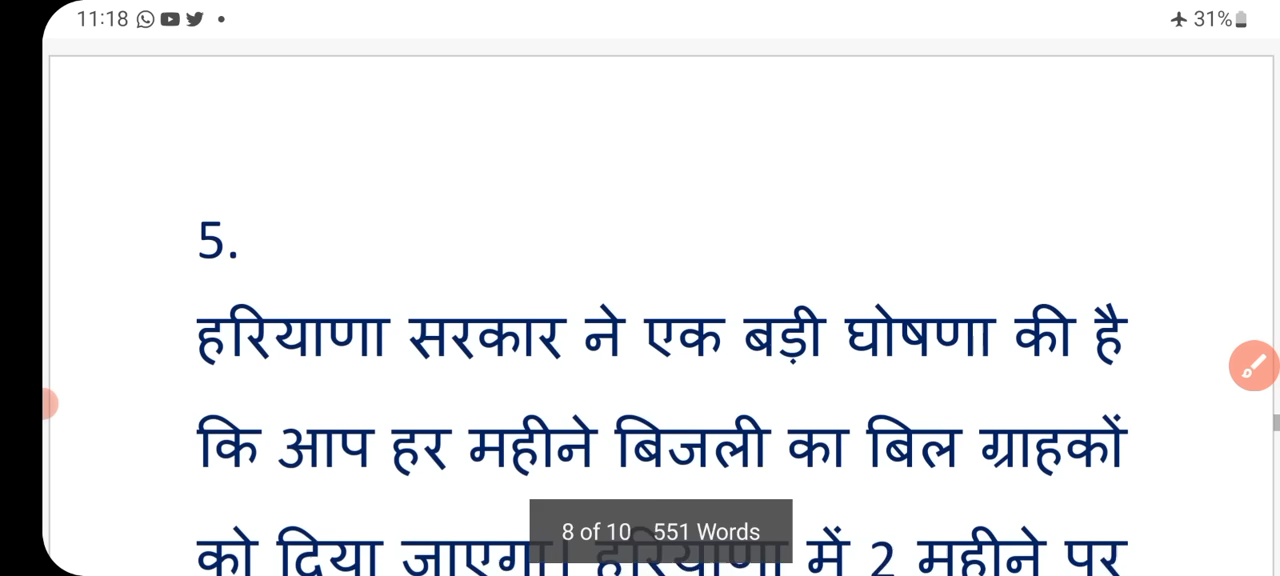 11:18 31%
5.
हरियाणा सरकार ने एक बड़ी घोषणा की है
कि आप हर महीने बिजली का बिल ग्राहकों
को दिया जाएगा। हरियाणा में 2 महीने पर
8 of 10 551 Words